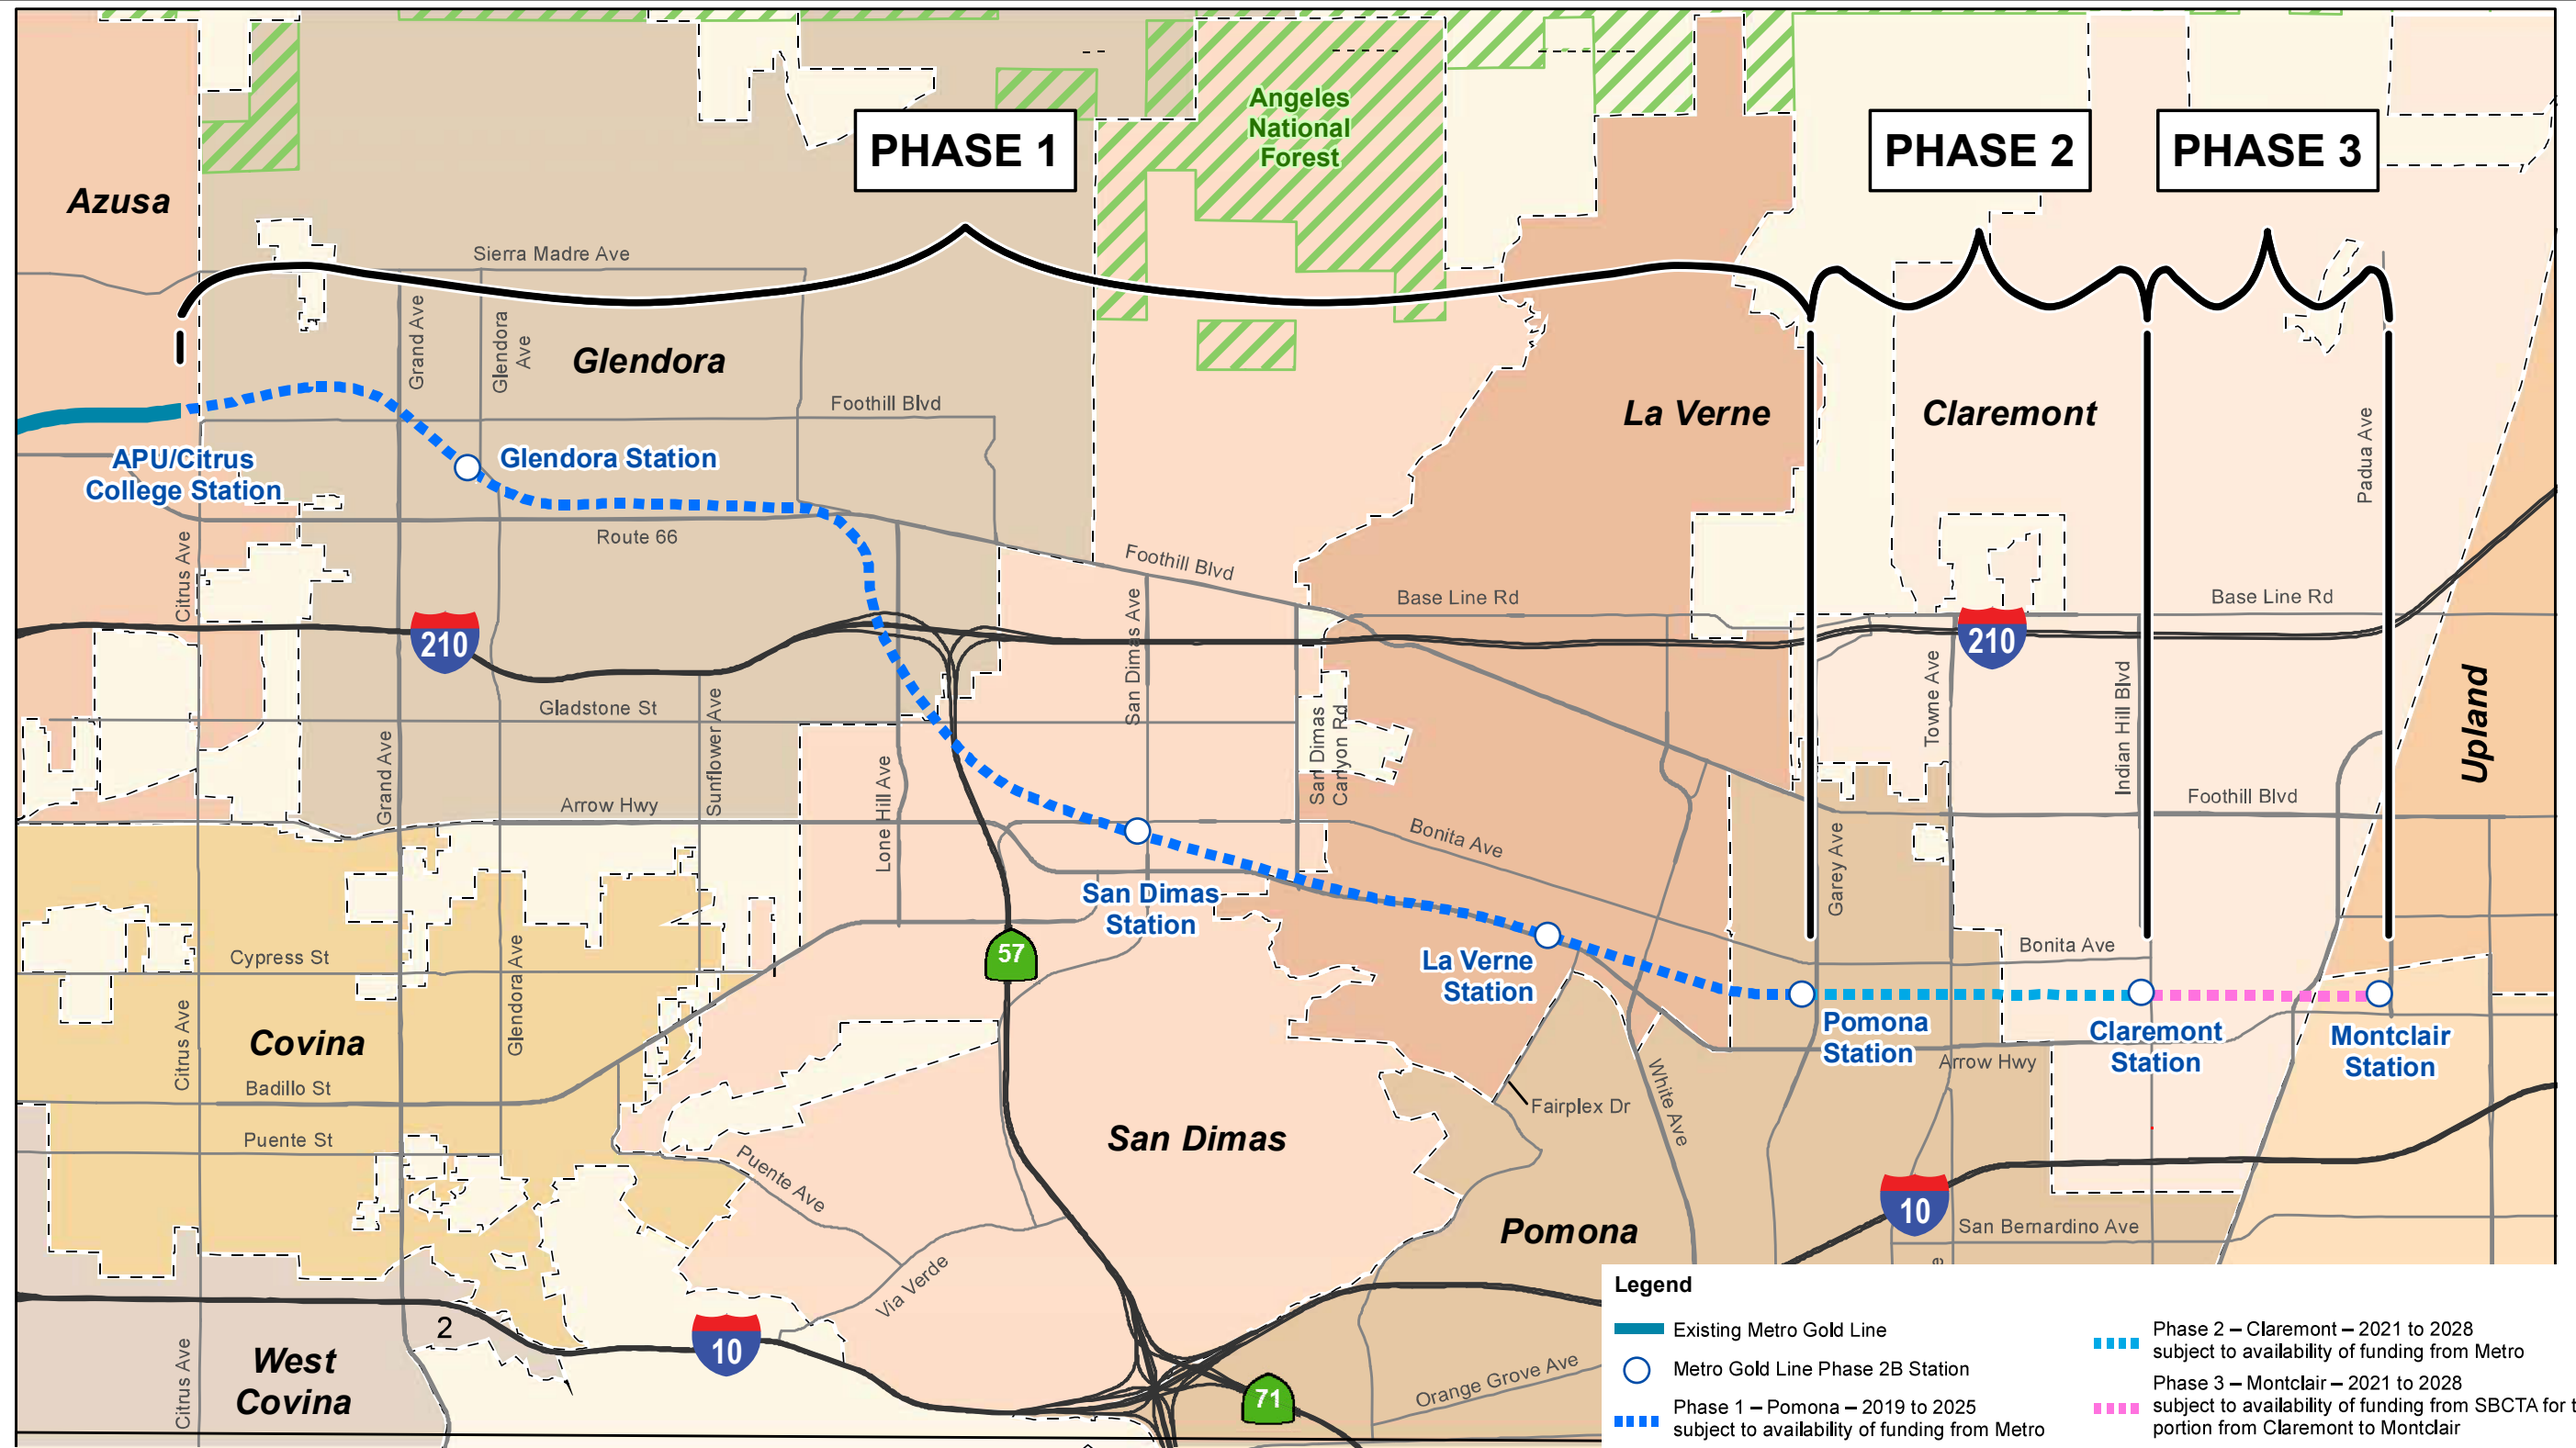 PHASE 1
PHASE 2
PHASE 3
Angeles
National
Forest
Azusa
Sierra Madre Ave
Grand Ave
Glendora
Ave
Glendora
Foothill Blvd
La Verne
Claremont
Padua Ave
APU/Citrus
College Station
Glendora Station
Route 66
Citrus Ave
Foothill Blvd
Base Line Rd
Base Line Rd
210
210
San Dimas Ave
Towne Ave
Indian Hill Blvd
Upland
Gladstone St
Sunflower Ave
San Dimas
Canyon Rd
Grand Ave
Arrow Hwy
Lone Hill Ave
Foothill Blvd
Bonita Ave
Garey Ave
San Dimas
Station
57
Cypress St
Glendora Ave
La Verne
Station
Bonita Ave
Pomona
Station
Claremont
Station
Montclair
Station
Citrus Ave
Covina
Arrow Hwy
Badillo St
Fairplex Dr
White Ave
Puente St
San Dimas
Puente Ave
10
Pomona
San Bernardino Ave
e
Via Verde
2
10
West
Covina
Citrus Ave
71
Orange Grove Ave
Legend
Existing Metro Gold Line
Metro Gold Line Phase 2B Station
Phase 1 – Pomona – 2019 to 2025
subject to availability of funding from Metro
Phase 2 – Claremont – 2021 to 2028
subject to availability of funding from Metro
Phase 3 – Montclair – 2021 to 2028
subject to availability of funding from SBCTA for t
portion from Claremont to Montclair